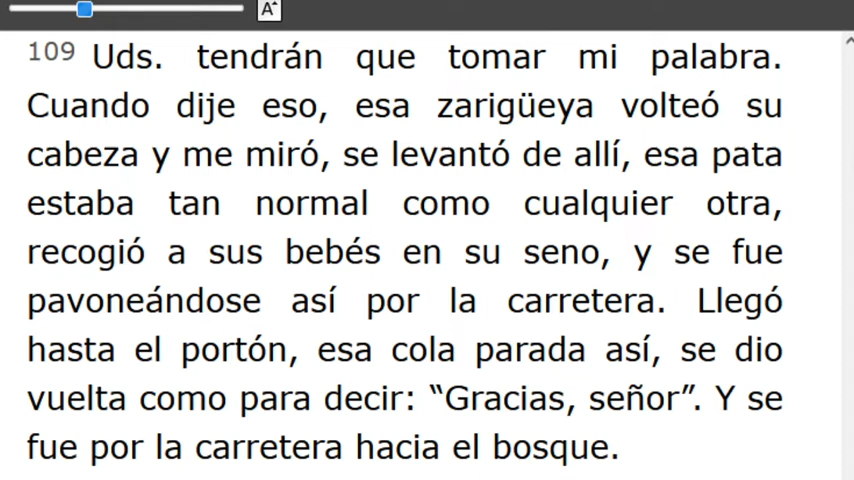 A
109 Uds. tendrán que tomar mi palabra.
Cuando dije eso, esa zarigüeya volteó su
cabeza y me miró, se levantó de allí, esa pata
estaba tan normal como cualquier otra,
recogió a sus bebés en su seno, y se fue
pavoneándose así por la carretera. Llegó
hasta el portón, esa cola parada así, se dio
vuelta como para decir: “Gracias, señor”. Y se
fue por la carretera hacia el bosque.